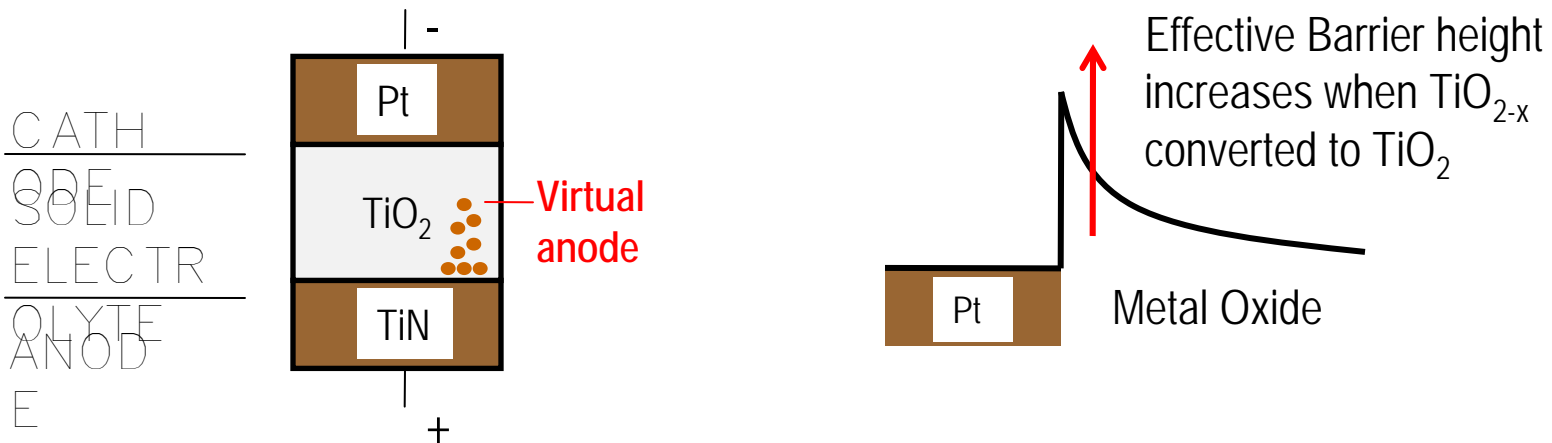 -
CATH
ODE
SOLID
ELECTR
OLYTE
ANOD
E
Pt
TiO₂
TiN
+
Virtual
anode
Effective Barrier height
increases when TiO₂₋ₓ
converted to TiO₂
Pt
Metal Oxide